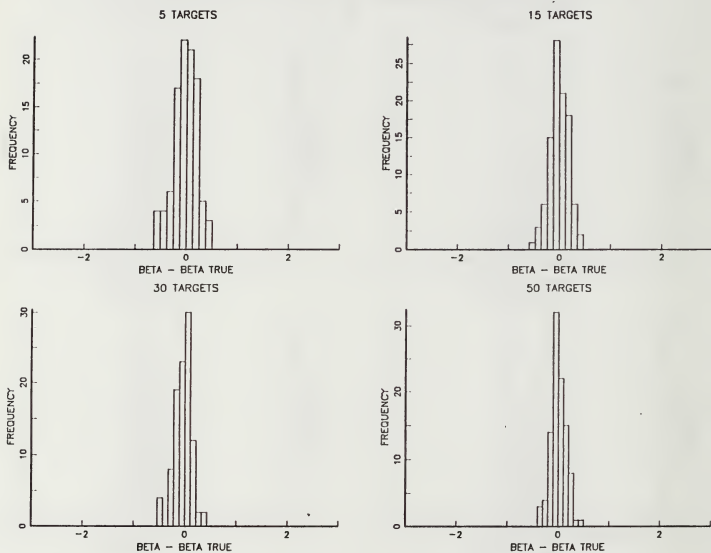 5 TARGETS
FREQUENCY
0 5 10 15 20
-2 0 2
BETA - BETA TRUE
15 TARGETS
FREQUENCY
0 5 10 15 20 25
-2 0 2
BETA - BETA TRUE
30 TARGETS
FREQUENCY
0 10 20 30
-2 0 2
BETA - BETA TRUE
50 TARGETS
FREQUENCY
0 10 20 30
-2 0 2
BETA - BETA TRUE